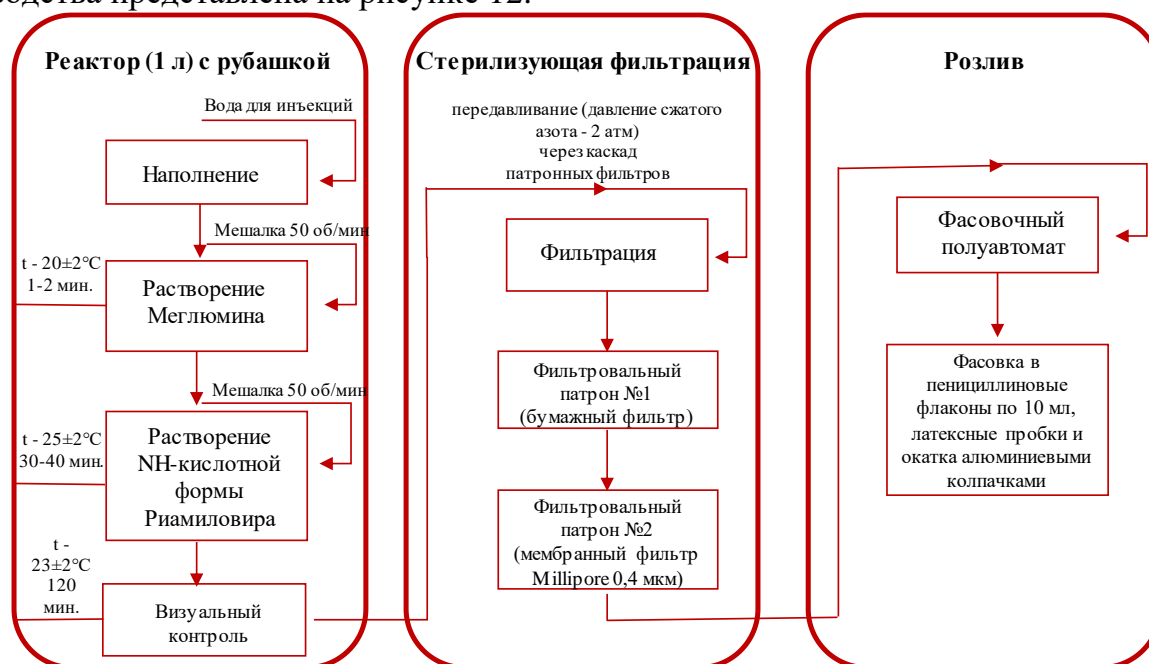 водства представлена на рисунке 12.
Реактор (1 л) с рубашкой
Вода для инъекций
Наполнение
Мешалка 50 об/мин
t - 20±2°C
1-2 мин.
Растворение
Меглюмина
Мешалка 50 об/мин
t - 25±2°C
30-40 мин.
Растворение
NH-кислотной
формы
Риамиловира
t -
23±2°C
120
мин.
Визуальный
контроль
Стерилизующая фильтрация
передавливание (давление сжатого
азота - 2 атм)
через каскад
патронных фильтров
Фильтрация
Фильтровальный
патрон №1
(бумажный фильтр)
Фильтровальный
патрон №2
(мембранный фильтр
Millipore 0,4 мкм)
Розлив
Фасовочный
полуавтомат
Фасовка в
пенициллиновые
флаконы по 10 мл,
латексные пробки и
окатка алюминиевыми
колпачками